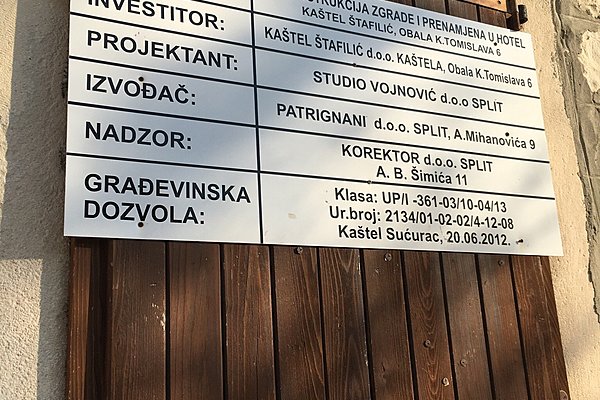 STRUKCIJA ZGRADE I PRENAMJENA U HOTEL
KAŠTEL ŠTAFILIĆ, OBALA K.TOMISLAVA 6
INVESTITOR:
KAŠTEL ŠTAFILIĆ d.o.o. KAŠTELA, Obala K.Tomislava 6
PROJEKTANT:
STUDIO VOJNOVIĆ d.o.o SPLIT
IZVOĐAČ:
PATRIGNANI d.o.o. SPLIT, A.Mihanovića 9
NADZOR:
KOREKTOR d.o.o. SPLIT
A. B. Šimića 11
GRAĐEVINSKA
DOZVOLA:
Klasa: UP/I -361-03/10-04/13
Ur.broj: 2134/01-02-02/4-12-08
Kaštel Sućurac, 20.06.2012.